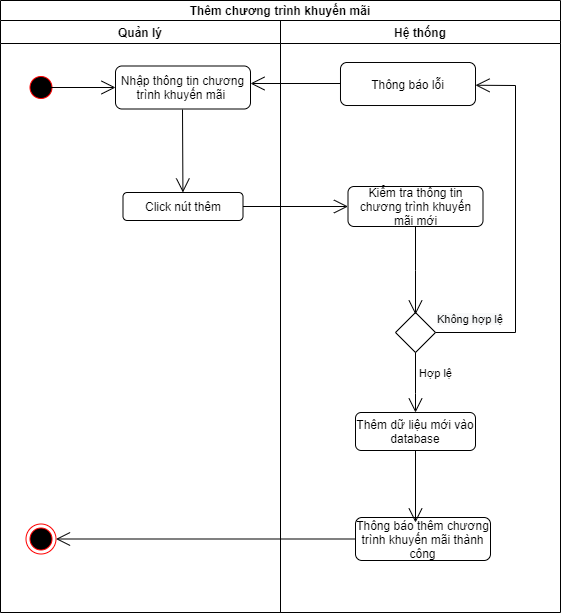 Thêm chương trình khuyến mãi
Quản lý
Hệ thống
Nhập thông tin chương
trình khuyến mãi
Thông báo lỗi
Click nút thêm
Kiểm tra thông tin
chương trình khuyến
mãi mới
Không hợp lệ
Hợp lệ
Thêm dữ liệu mới vào
database
Thông báo thêm chương
trình khuyến mãi thành
công